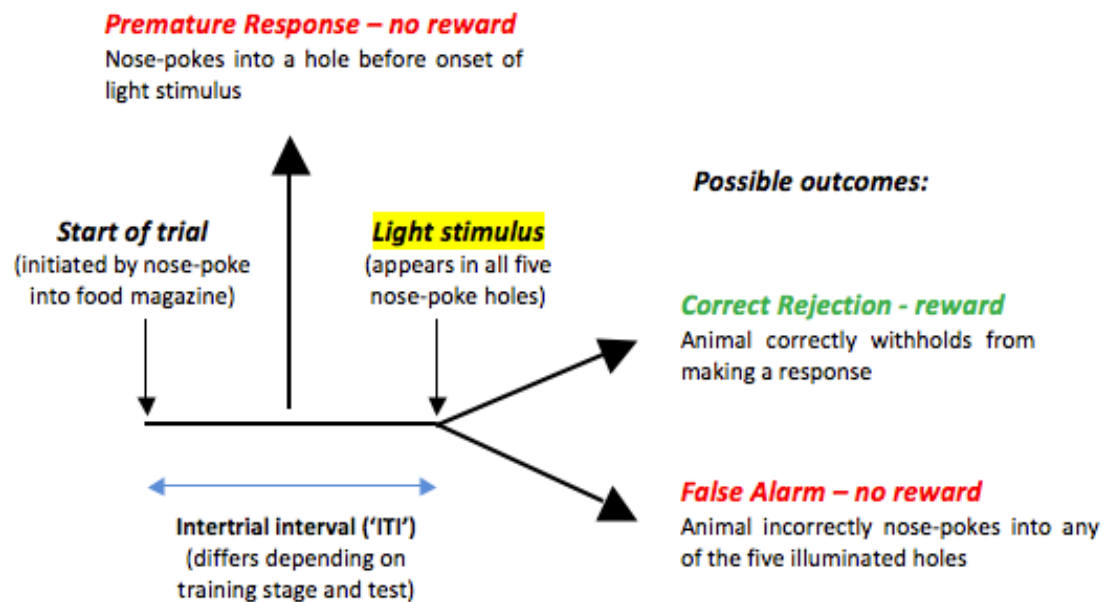 Premature Response – no reward
Nose-pokes into a hole before onset of
light stimulus
Possible outcomes:
Start of trial
(initiated by nose-poke
into food magazine)
Light stimulus
(appears in all five
nose-poke holes)
Correct Rejection - reward
Animal correctly withholds from
making a response
False Alarm – no reward
Animal incorrectly nose-pokes into any
of the five illuminated holes
Intertrial interval (‘ITI’)
(differs depending on
training stage and test)